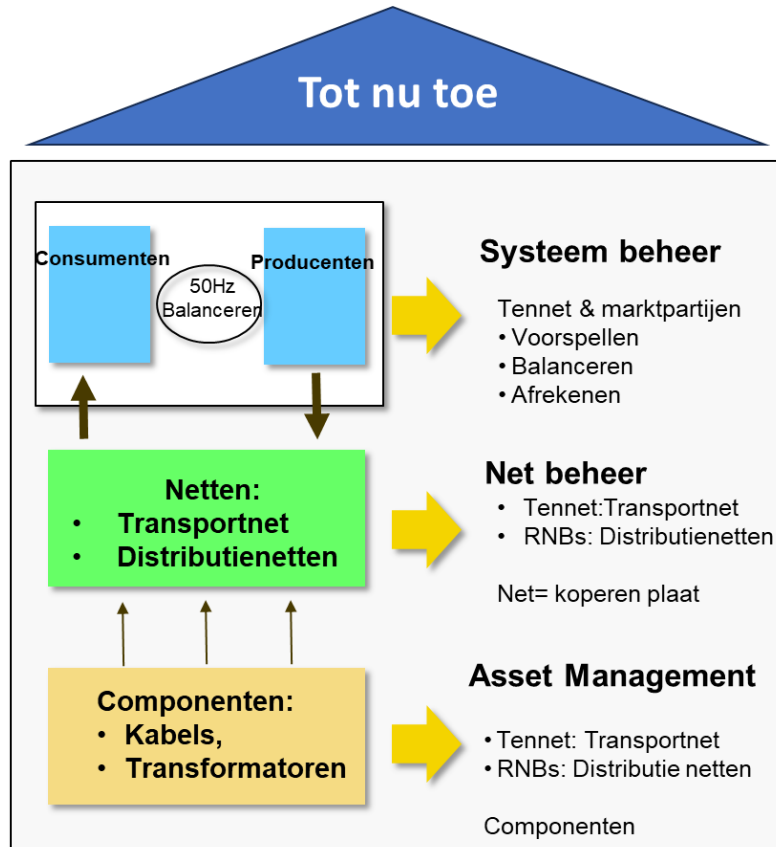 Tot nu toe
Consumenten
Producenten
50Hz
Balanceren
Systeem beheer
Tennet & marktpartijen
• Voorspellen
• Balanceren
• Afrekenen
Netten:
• Transportnet
• Distributienetten
Net beheer
• Tennet:Transportnet
• RNBs: Distributienetten
Net= koperen plaat
Componenten:
• Kabels,
• Transformatoren
Asset Management
• Tennet: Transportnet
• RNBs: Distributie netten
Componenten